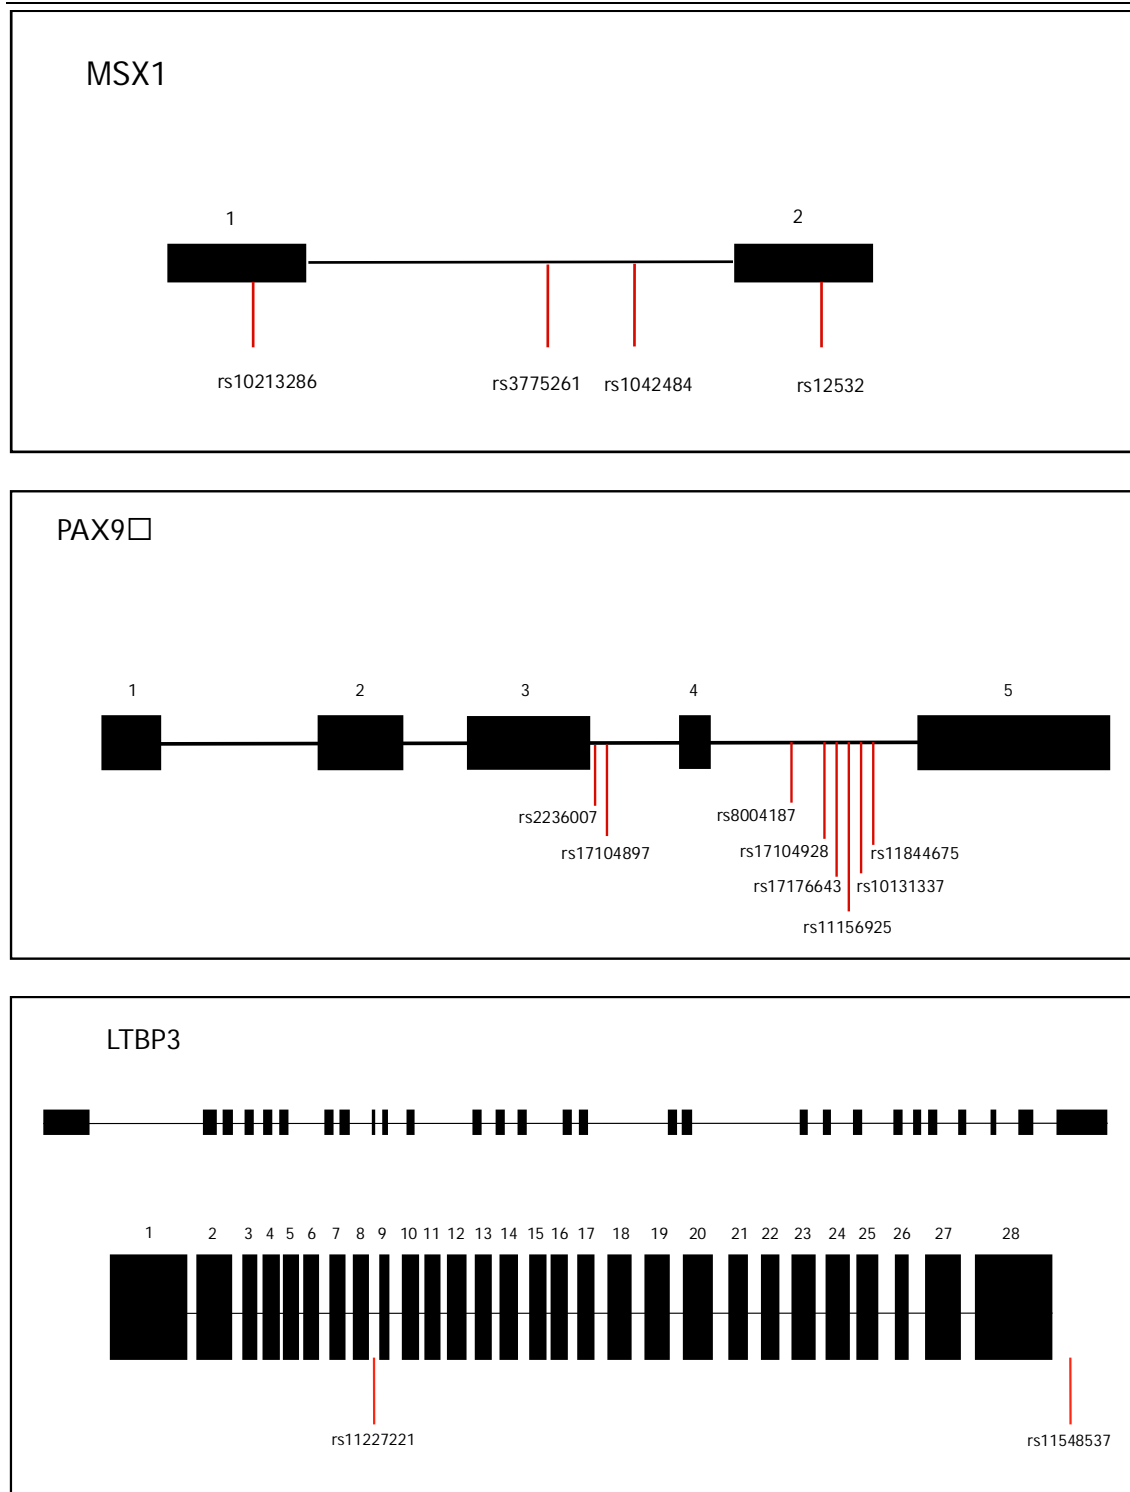 MSX1
1 2
rs10213286 rs3775261 rs1042484 rs12532
PAX9□
1 2 3 4 5
rs2236007 rs8004187
rs17104897 rs17104928 rs11844675
rs17176643 rs10131337
rs11156925
LTBP3
1 2 3 4 5 6 7 8 9 10 11 12 13 14 15 16 17 18 19 20 21 22 23 24 25 26 27 28
rs11227221 rs11548537